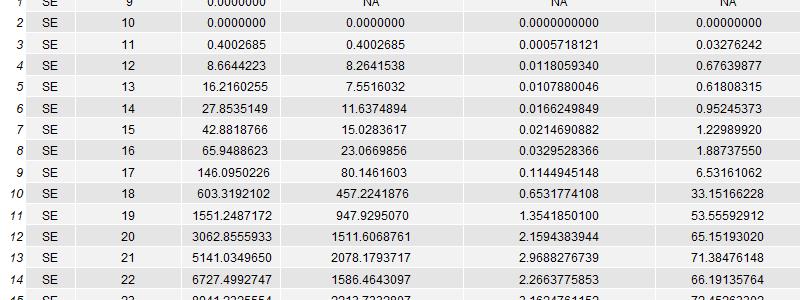 1 SE 9 0.0000000 NA NA NA
2 SE 10 0.0000000 0.0000000 0.0000000000 0.00000000
3 SE 11 0.4002685 0.4002685 0.0005718121 0.03276242
4 SE 12 8.6644223 8.2641538 0.0118059340 0.67639877
5 SE 13 16.2160255 7.5516032 0.0107880046 0.61808315
6 SE 14 27.8535149 11.6374894 0.0166249849 0.95245373
7 SE 15 42.8818766 15.0283617 0.0214690882 1.22989920
8 SE 16 65.9488623 23.0669856 0.0329528366 1.88737550
9 SE 17 146.0950226 80.1461603 0.1144945148 6.53161062
10 SE 18 603.3192102 457.2241876 0.6531774108 33.15166228
11 SE 19 1551.2487172 947.9295070 1.3541850100 53.55592912
12 SE 20 3062.8555933 1511.6068761 2.1594383944 65.15193020
13 SE 21 5141.0349650 2078.1793717 2.9688276739 71.38476148
14 SE 22 6727.4992747 1586.4643097 2.2663775853 66.19135764
15 SE 23